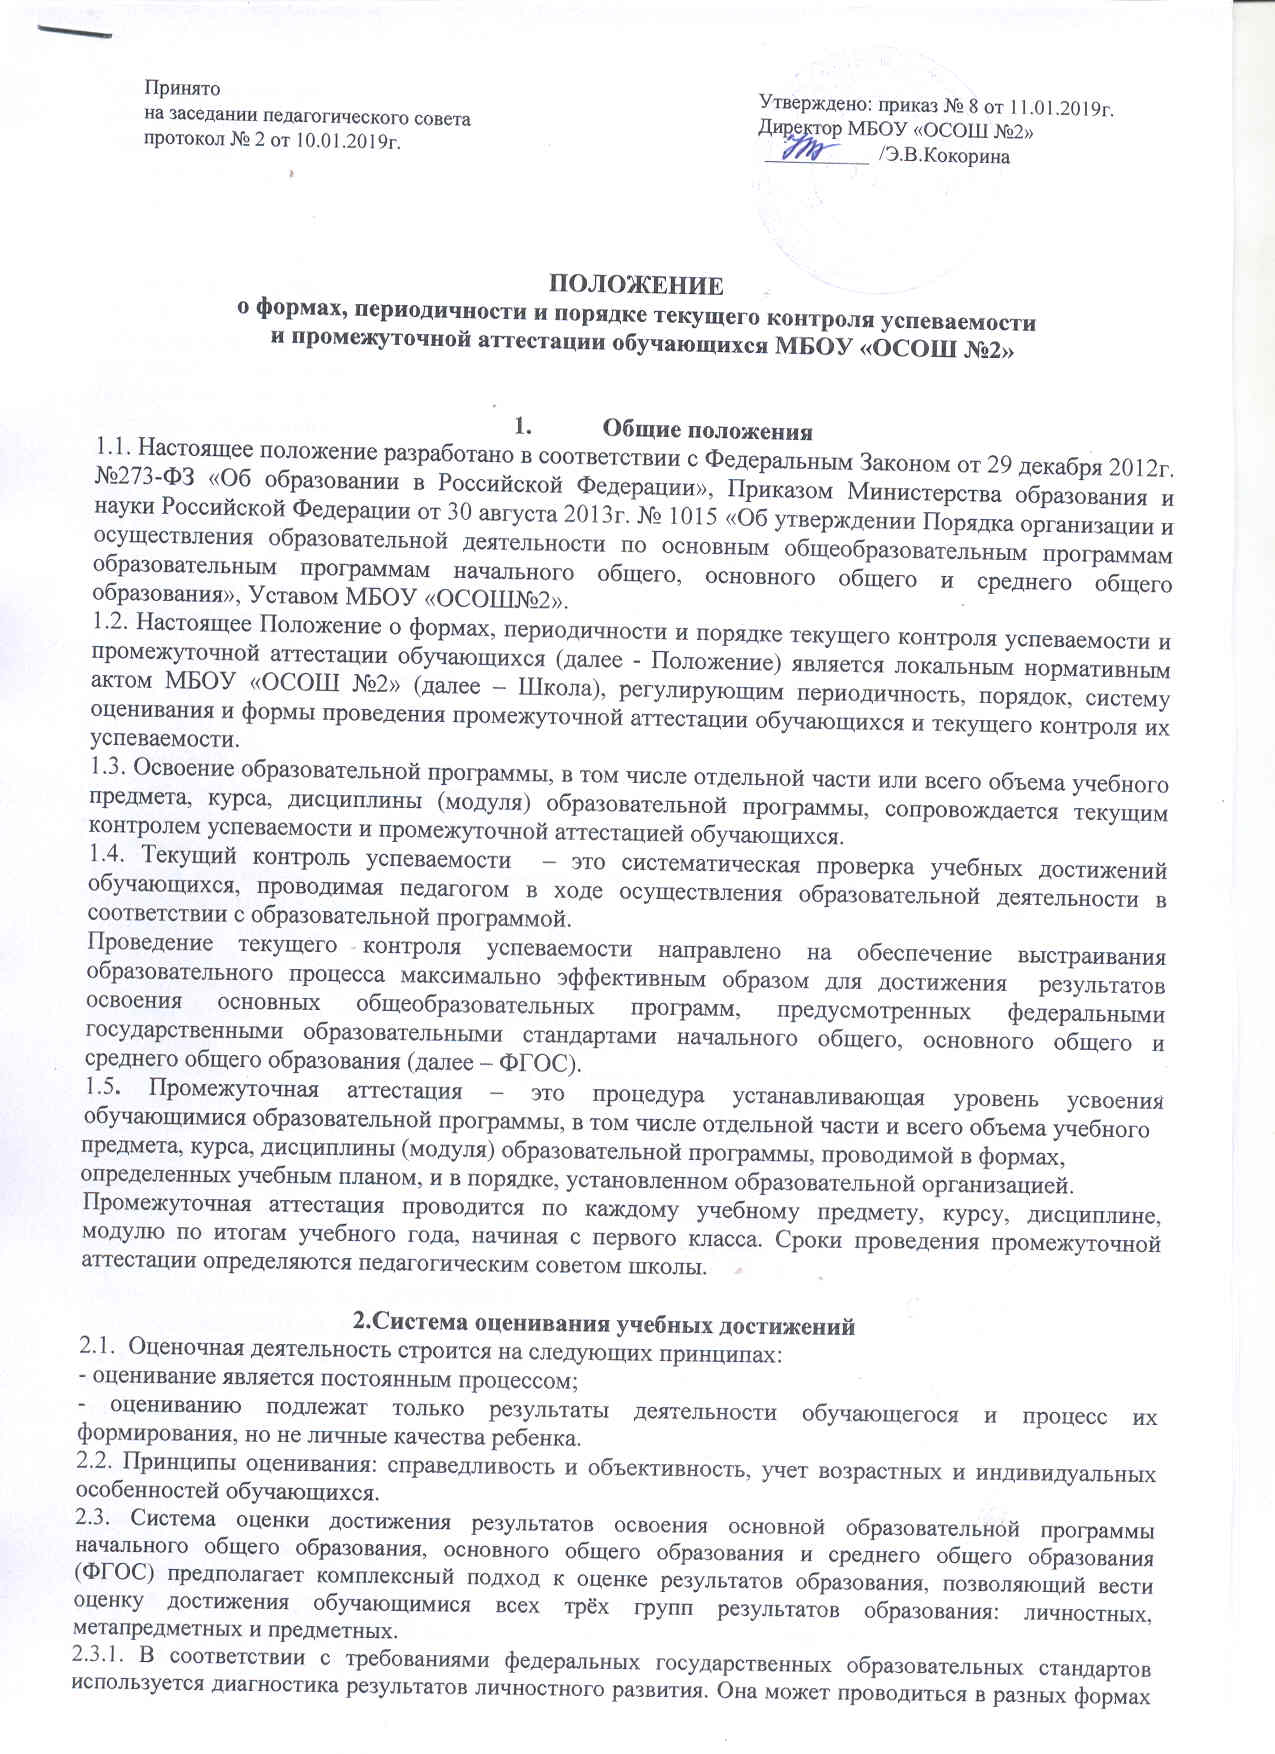 Принято
на заседании педагогического совета
протокол № 2 от 10.01.2019г.
Утверждено: приказ № 8 от 11.01.2019г.
Директор МБОУ «ОСОШ №2»
/Э.В.Кокорина
ПОЛОЖЕНИЕ
о формах, периодичности и порядке текущего контроля успеваемости
и промежуточной аттестации обучающихся МБОУ «ОСОШ №2»
1. Общие положения
1.1. Настоящее положение разработано в соответствии с Федеральным Законом от 29 декабря 2012г.
№273-ФЗ «Об образовании в Российской Федерации», Приказом Министерства образования и
науки Российской Федерации от 30 августа 2013г. № 1015 «Об утверждении Порядка организации и
осуществления образовательной деятельности по основным общеобразовательным программам
образовательным программам начального общего, основного общего и среднего общего
образования», Уставом МБОУ «ОСОШ№2».
1.2. Настоящее Положение о формах, периодичности и порядке текущего контроля успеваемости и
промежуточной аттестации обучающихся (далее - Положение) является локальным нормативным
актом МБОУ «ОСОШ №2» (далее – Школа), регулирующим периодичность, порядок, систему
оценивания и формы проведения промежуточной аттестации обучающихся и текущего контроля их
успеваемости.
1.3. Освоение образовательной программы, в том числе отдельной части или всего объема учебного
предмета, курса, дисциплины (модуля) образовательной программы, сопровождается текущим
контролем успеваемости и промежуточной аттестацией обучающихся.
1.4. Текущий контроль успеваемости – это систематическая проверка учебных достижений
обучающихся, проводимая педагогом в ходе осуществления образовательной деятельности в
соответствии с образовательной программой.
Проведение текущего контроля успеваемости направлено на обеспечение выстраивания
образовательного процесса максимально эффективным образом для достижения результатов
освоения основных общеобразовательных программ, предусмотренных федеральными
государственными образовательными стандартами начального общего, основного общего и
среднего общего образования (далее – ФГОС).
1.5. Промежуточная аттестация – это процедура устанавливающая уровень усвоения
обучающимися образовательной программы, в том числе отдельной части и всего объема учебного
предмета, курса, дисциплины (модуля) образовательной программы, проводимой в формах,
определенных учебным планом, и в порядке, установленном образовательной организацией.
Промежуточная аттестация проводится по каждому учебному предмету, курсу, дисциплине,
модулю по итогам учебного года, начиная с первого класса. Сроки проведения промежуточной
аттестации определяются педагогическим советом школы.
2.Система оценивания учебных достижений
2.1. Оценочная деятельность строится на следующих принципах:
- оценивание является постоянным процессом;
- оцениванию подлежат только результаты деятельности обучающегося и процесс их
формирования, но не личные качества ребенка.
2.2. Принципы оценивания: справедливость и объективность, учет возрастных и индивидуальных
особенностей обучающихся.
2.3. Система оценки достижения результатов освоения основной образовательной программы
начального общего образования, основного общего образования и среднего общего образования
(ФГОС) предполагает комплексный подход к оценке результатов образования, позволяющий вести
оценку достижения обучающимися всех трёх групп результатов образования: личностных,
метапредметных и предметных.
2.3.1. В соответствии с требованиями федеральных государственных образовательных стандартов
используется диагностика результатов личностного развития. Она может проводиться в разных формах